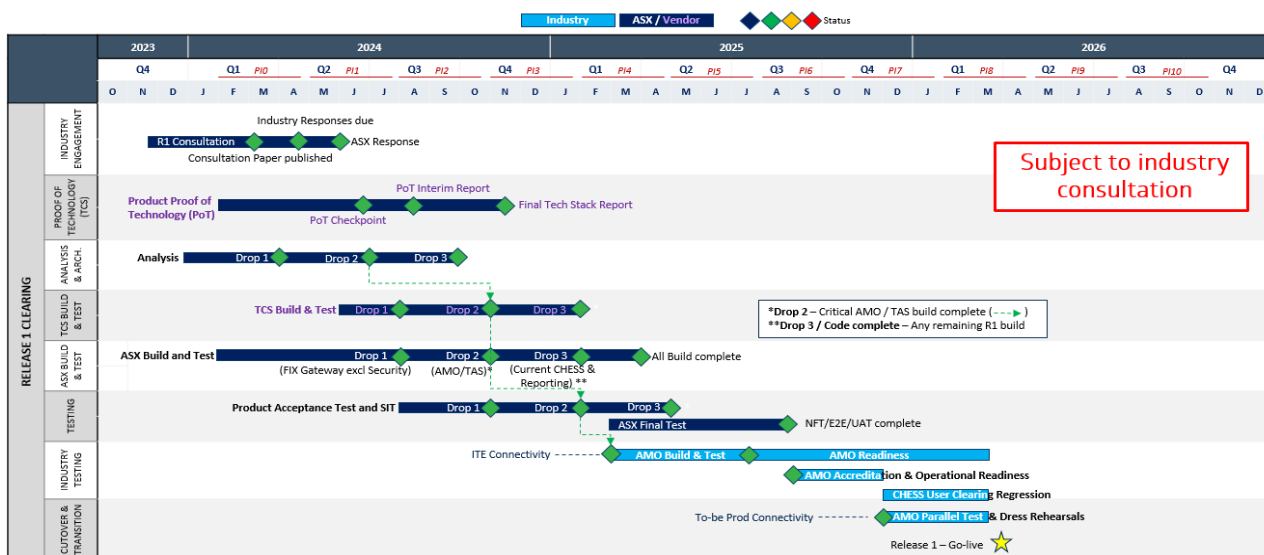 Industry
ASX / Vendor
Status
2023
2024
2025
2026
Q4
Q1 PI0
Q2 PI1
Q3 PI2
Q4 PI3
Q1 PI4
Q2 PI5
Q3 PI6
Q4 PI7
Q1 PI8
Q2 PI9
Q3 PI10
Q4
O N D J F M A M J J A S O N D J F M A M J J A S O N D J F M A M J J A S O N D
RELEASE 1 CLEARING
INDUSTRY
ENGAGEMENT
Industry Responses due
R1 Consultation
ASX Response
Consultation Paper published
Subject to industry
consultation
PROOF OF
TECHNOLOGY
(TCS)
PoT Interim Report
Product Proof of
Technology (PoT)
Final Tech Stack Report
PoT Checkpoint
ANALYSIS
& ARCH.
Analysis
Drop 1
Drop 2
Drop 3
TCS BUILD
& TEST
TCS Build & Test
Drop 1
Drop 2
Drop 3
*Drop 2 – Critical AMO / TAS build complete ( )
**Drop 3 / Code complete – Any remaining R1 build
ASX BUILD
& TEST
ASX Build and Test
Drop 1
Drop 2
Drop 3
All Build complete
(FIX Gateway excl Security)
(AMO/TAS)*
(Current CHESS &
Reporting) **
TESTING
Product Acceptance Test and SIT
Drop 1
Drop 2
Drop 3
ASX Final Test
NFT/E2E/UAT complete
INDUSTRY
TESTING
ITE Connectivity
AMO Build & Test
AMO Readiness
AMO Accreditation & Operational Readiness
CHESS User Clearing Regression
CUTOVER &
TRANSITION
To-be Prod Connectivity
AMO Parallel Test & Dress Rehearsals
Release 1 – Go-live